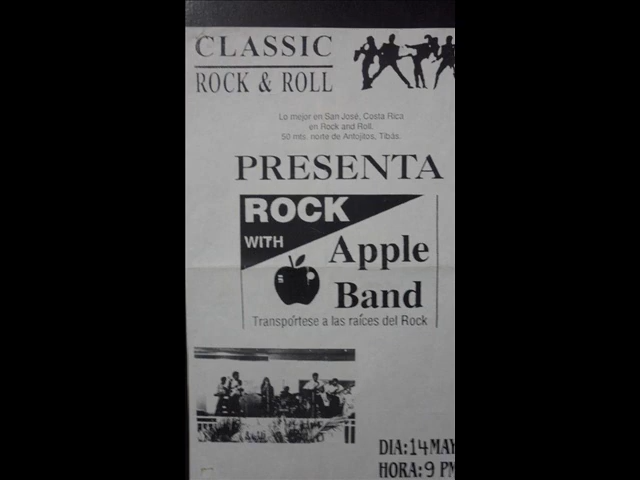 CLASSIC
ROCK & ROLL
Lo mejor en San José, Costa Rica
en Rock and Roll.
50 mts. norte de Antojitos, Tibás.
PRESENTA
ROCK
WITH
Apple
Band
Transpórtese a las raíces del Rock
DIA:14 MAY
HORA:9 PM